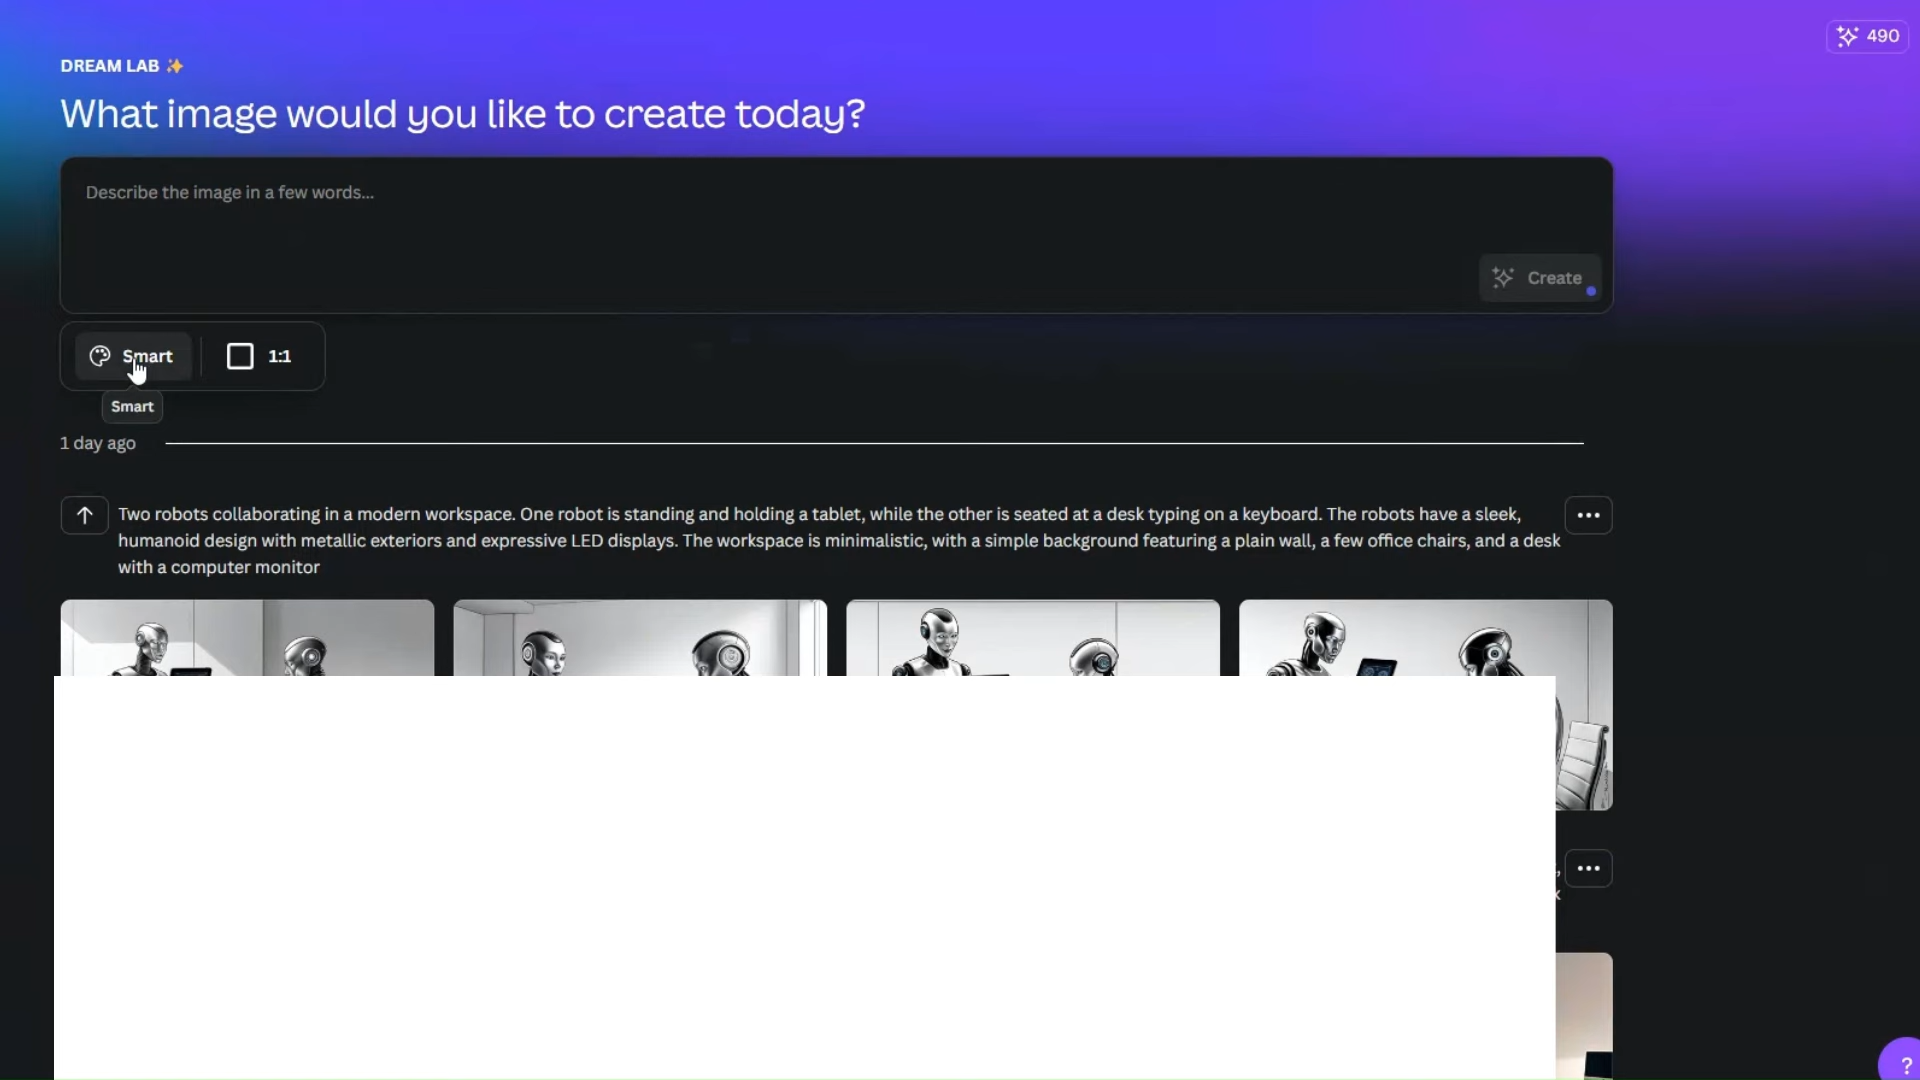 490
DREAM LAB
What image would you like to create today?
Describe the image in a few words...
Create
Smart
1:1
Smart
1 day ago
Two robots collaborating in a modern workspace. One robot is standing and holding a tablet, while the other is seated at a desk typing on a keyboard. The robots have a sleek,
humanoid design with metallic exteriors and expressive LED displays. The workspace is minimalistic, with a simple background featuring a plain wall, a few office chairs, and a desk
with a computer monitor
?